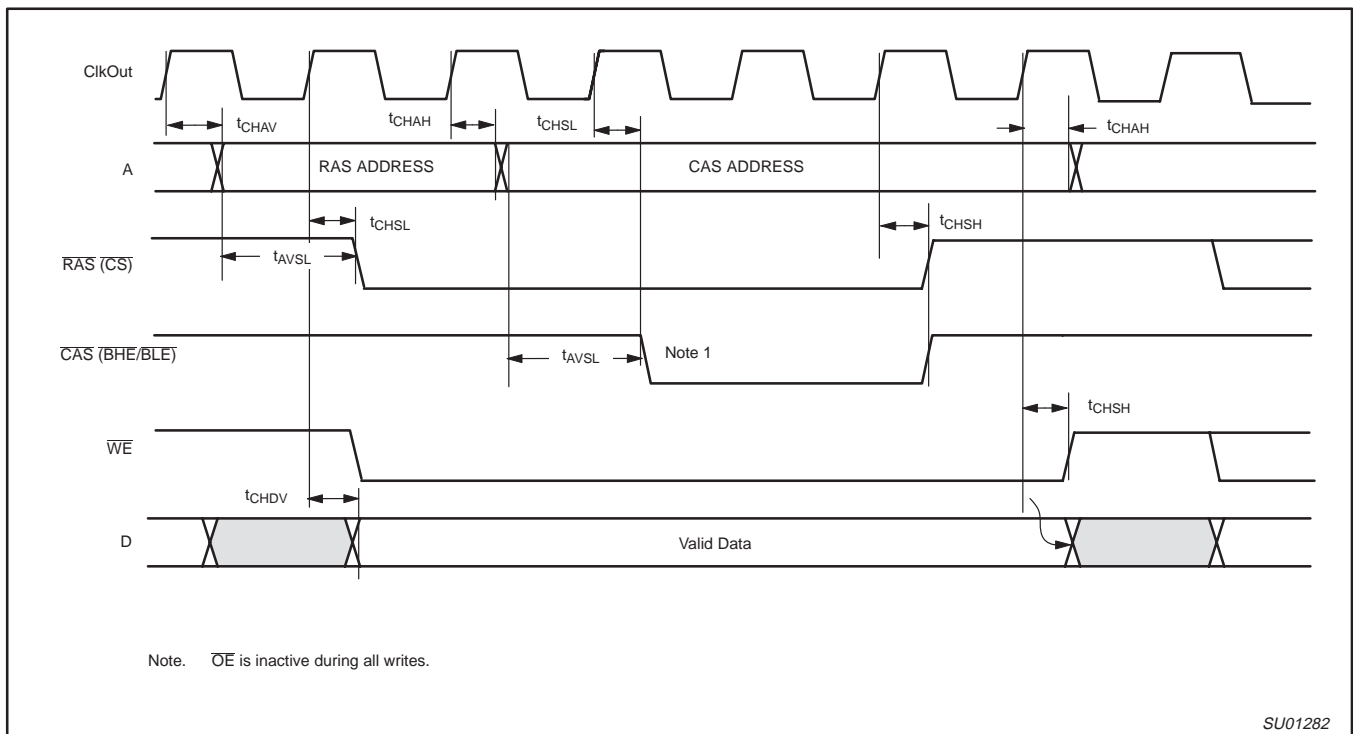 ClkOut
tCHAV
tCHAH
tCHSL
tCHAH
A
RAS ADDRESS
CAS ADDRESS
tCHSL
tCHSH
RAS (CS)
tAVSL
CAS (BHE/BLE)
tAVSL
Note 1
tCHSH
WE
tCHDV
D
Valid Data
Note. OE is inactive during all writes.
SU01282